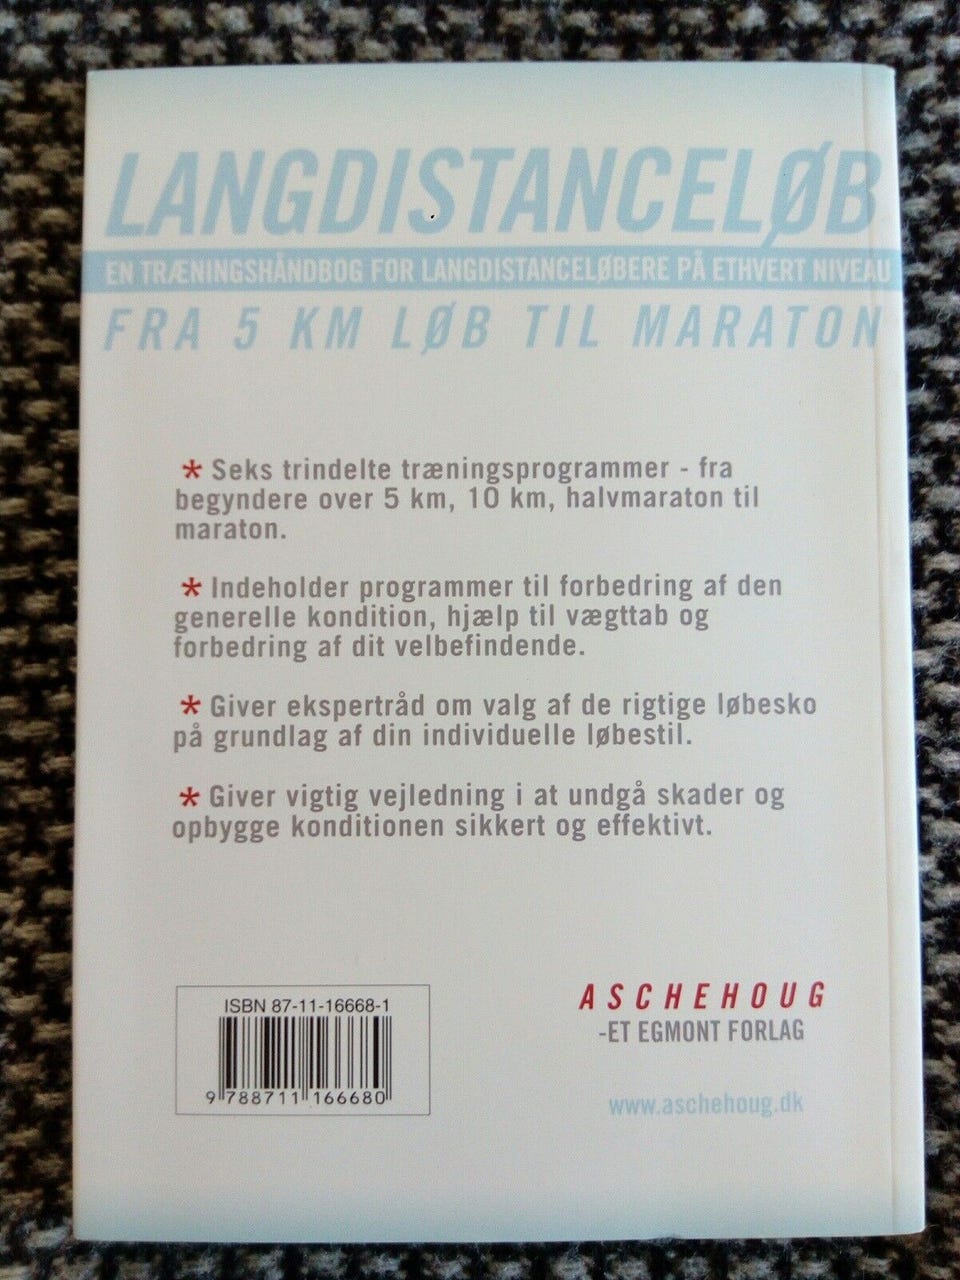 LANGDISTANCELØB
EN TRÆNINGSHÅNDBOG FOR LANGDISTANCELØBERE PÅ ETHVERT NIVEAU
FRA 5 KM LØB TIL MARATON
* Seks trindelte træningsprogrammer - fra
begyndere over 5 km, 10 km, halvmaraton til
maraton.
* Indeholder programmer til forbedring af den
generelle kondition, hjælp til vægttab og
forbedring af dit velbefindende.
* Giver ekspertråd om valg af de rigtige løbesko
på grundlag af din individuelle løbestil.
* Giver vigtig vejledning i at undgå skader og
opbygge konditionen sikkert og effektivt.
ISBN 87-11-16668-1
9 788711 166680
ASCHEHOUG
-ET EGMONT FORLAG
www.aschehoug.dk